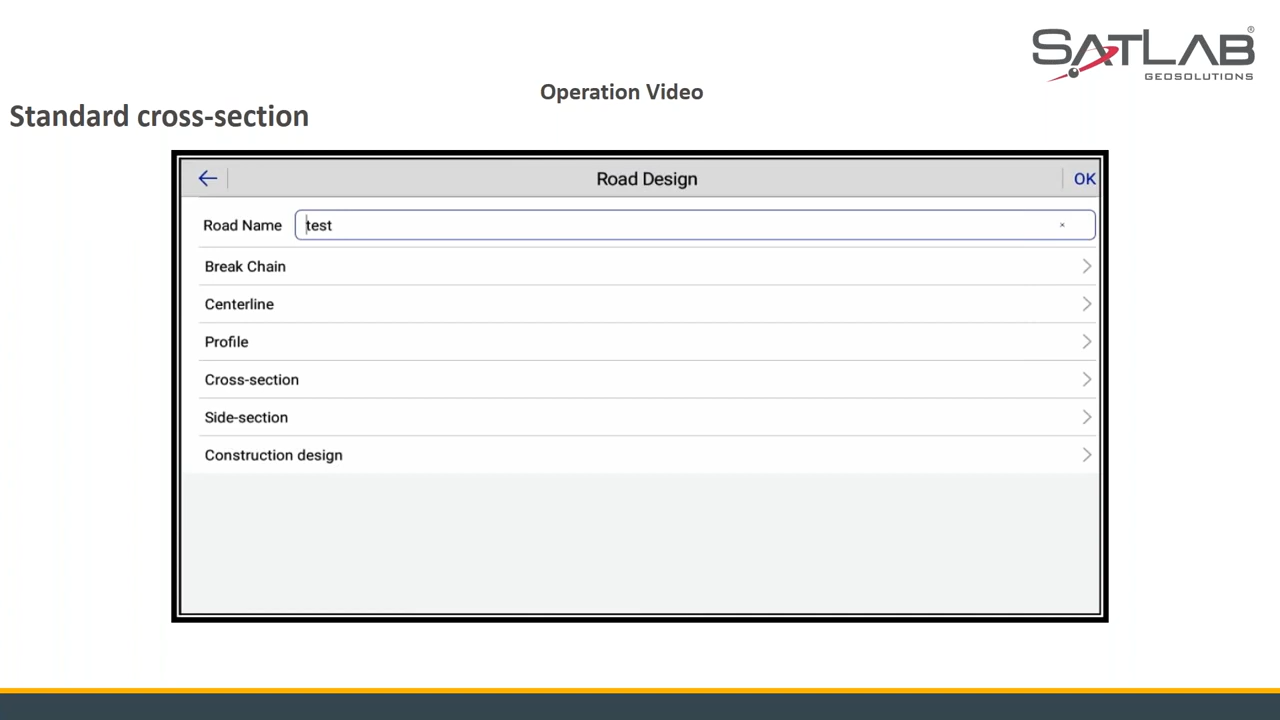 SATLAB®
GEOSOLUTIONS
Operation Video
Standard cross-section
Road Design
OK
Road Name
test
×
Break Chain
Centerline
Profile
Cross-section
Side-section
Construction design